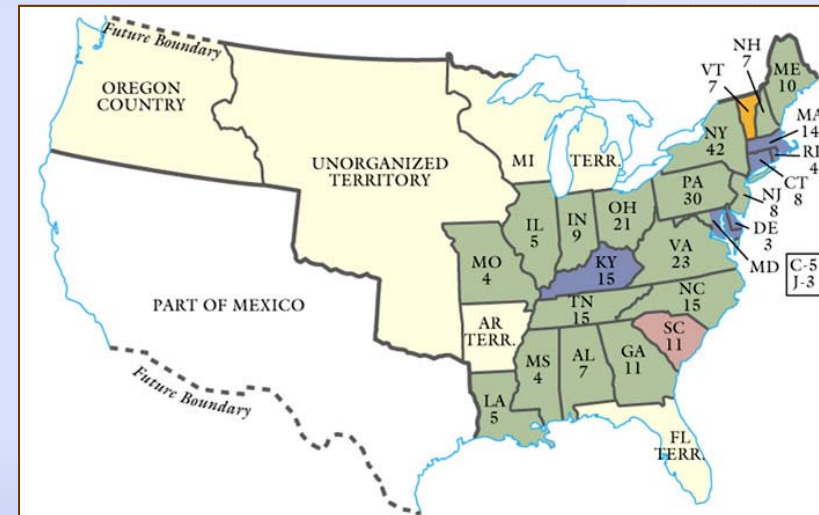 Future Boundary
OREGON
COUNTRY
UNORGANIZED
TERRITORY
PART OF MEXICO
Future Boundary
MI
TERR.
MO
4
AR
TERR.
LA
5
IL
5
IN
9
OH
21
KY
15
TN
15
MS
4
AL
7
GA
11
FL
TERR.
SC
11
NC
15
VA
23
PA
30
NY
42
VT
7
NH
7
ME
10
MA
14
RI
4
CT
8
NJ
8
DE
3
MD
C-5
J-3